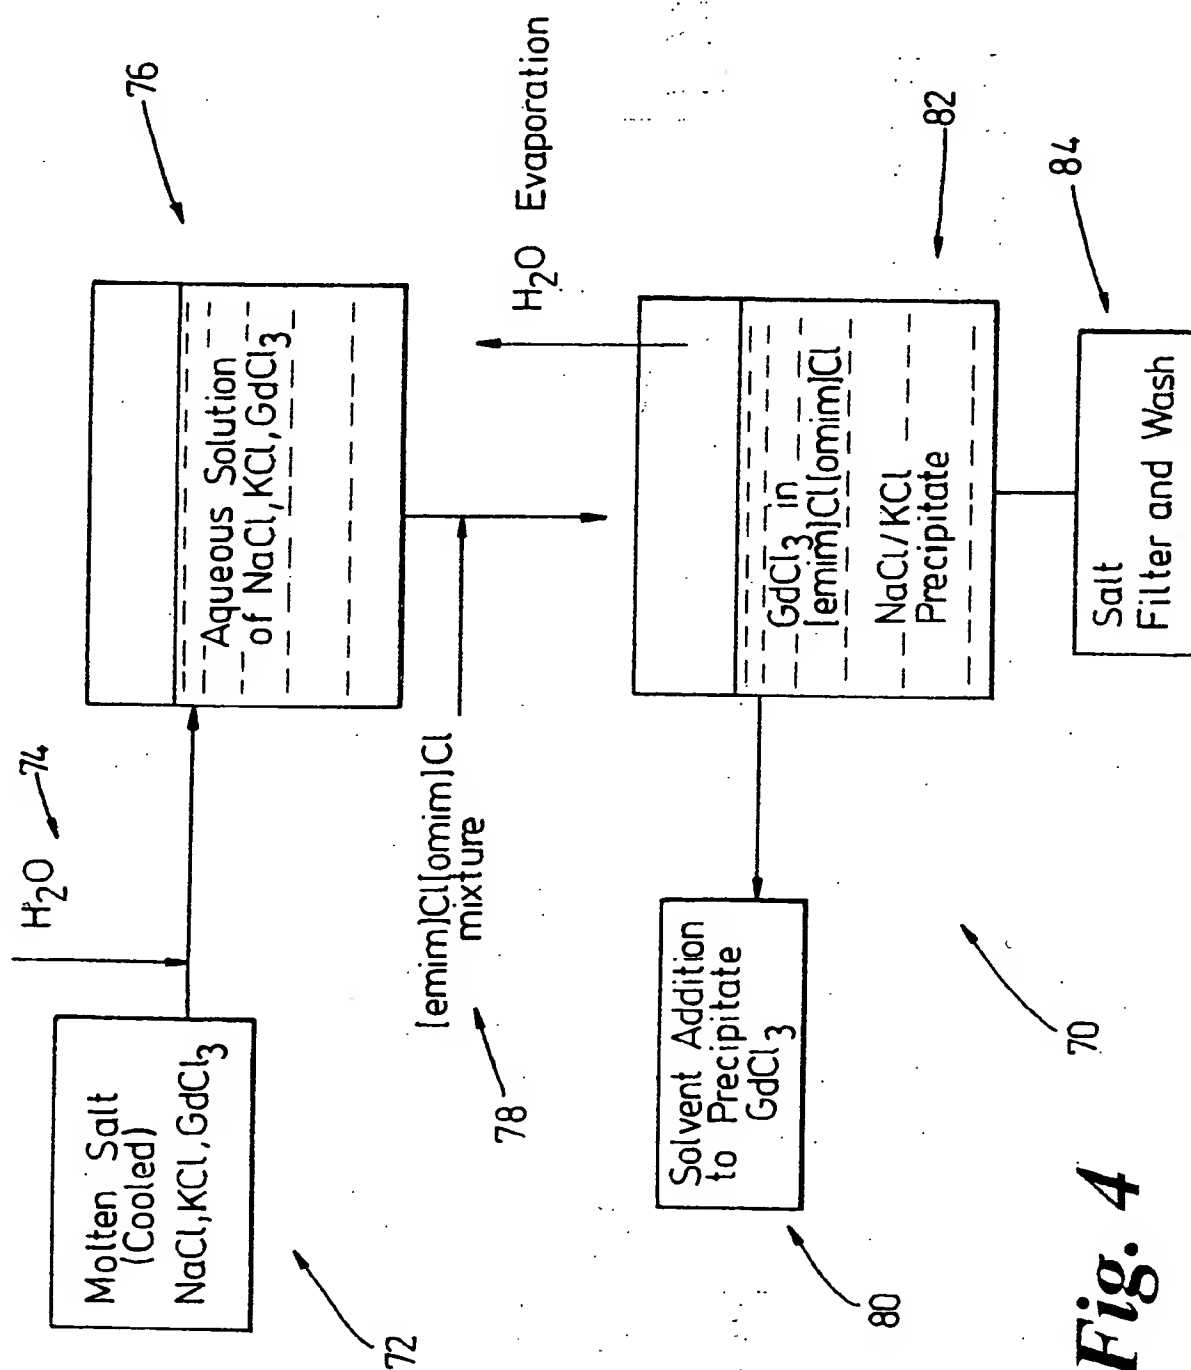 Molten Salt
(Cooled)
NaCl, KCl, GdCl3
72
H2O
74
Aqueous Solution
of NaCl, KCl, GdCl3
76
[emim]Cl[omim]Cl
mixture
78
H2O Evaporation
GdCl3 in
[emim]Cl[omim]Cl
NaCl/KCl
Precipitate
82
Solvent Addition
to Precipitate
GdCl3
80
Salt
Filter and Wash
84
70
Fig. 4